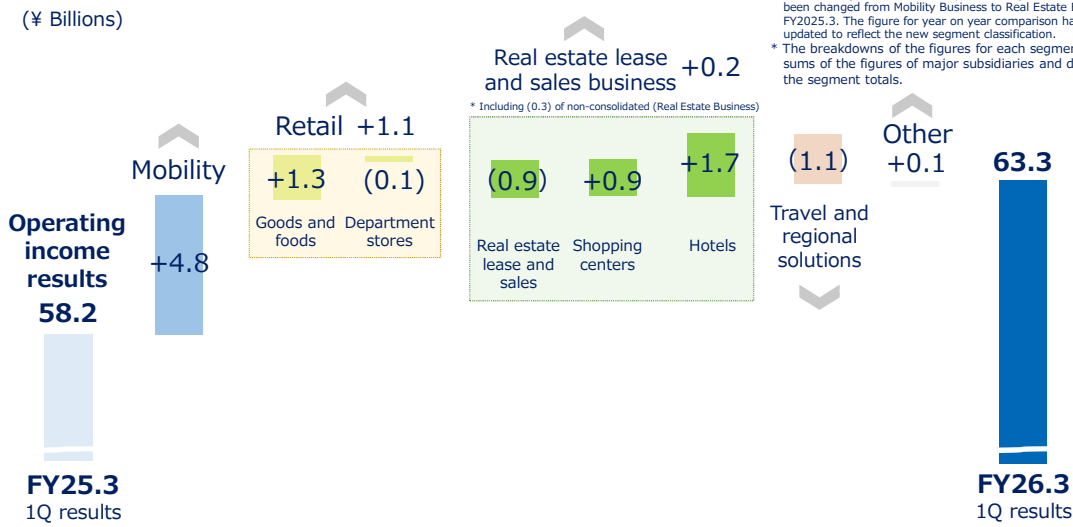 (¥ Billions)
been changed from Mobility Business to Real Estate
FY2025.3. The figure for year on year comparison
updated to reflect the new segment classification.
* The breakdowns of the figures for each
sums of the figures of major subsidiaries and
the segment totals.
Real estate lease
and sales business +0.2
* Including (0.3) of non-consolidated (Real Estate Business)
Retail +1.1
Mobility
Other
+0.1
63.3
+1.3
(0.1)
(0.9)
+0.9
+1.7
(1.1)
Goods and
foods
Department
stores
Real estate
lease and
sales
Shopping
centers
Hotels
Travel and
regional
solutions
Operating
income
results
58.2
+4.8
FY25.3
1Q results
FY26.3
1Q results